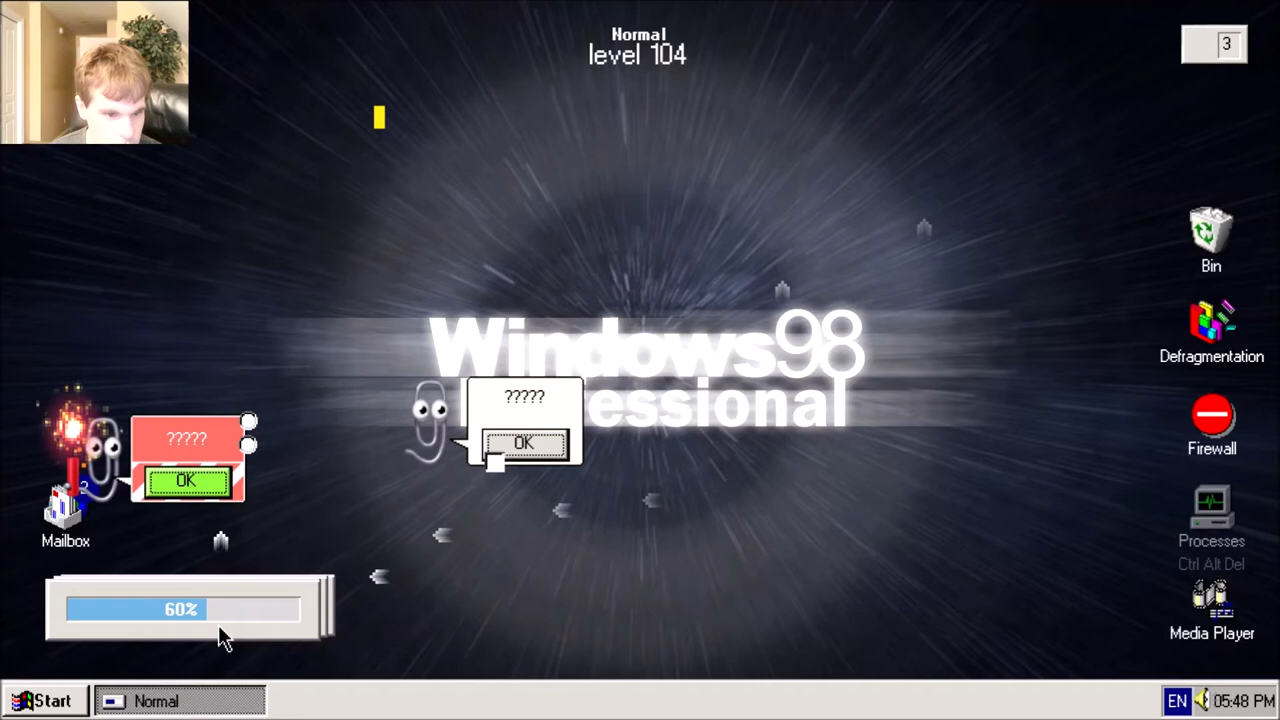 Normal
level 104
3
Bin
Windows98
essional
Defragmentation
?????
OK
?????
OK
Firewall
Mailbox
Processes
Ctrl Alt Del
60%
Media Player
Start
Normal
EN
05:48 PM